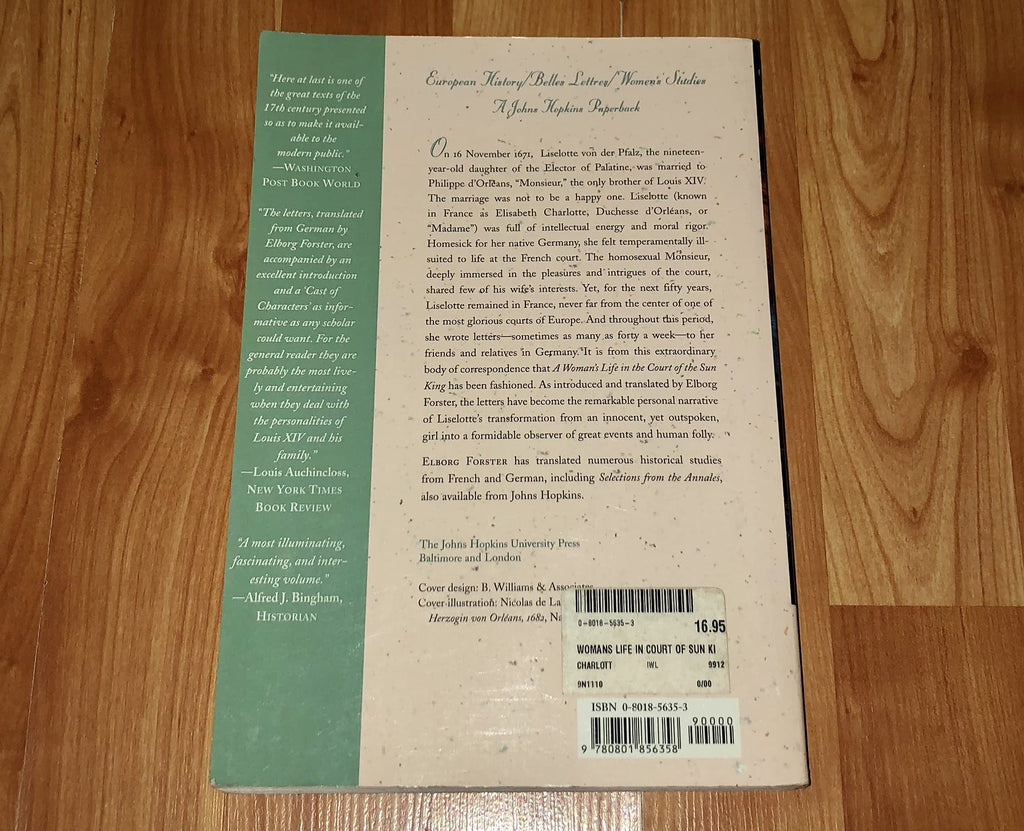 "Here at last is one of
the great texts of the
17th century presented
so as to make it avail-
able to the
modern public."
—WASHINGTON
POST BOOK WORLD
"The letters, translated
from German by
Elborg Forster, are
accompanied by an
excellent introduction
and a 'Cast of
Characters' as infor-
mative as any scholar
could want. For the
general reader they are
probably the most live-
ly and entertaining
when they deal with
the personalities of
Louis XIV and his
family."
—Louis Auchincloss,
NEW YORK TIMES
BOOK REVIEW
"A most illuminating,
fascinating, and inter-
esting volume."
—Alfred J. Bingham,
HISTORIAN
European History/Belles Lettres/Women's Studies
A Johns Hopkins Paperback
On 16 November 1671, Liselotte von der Pfalz, the nineteen-
year-old daughter of the Elector of Palatine, was married to
Philippe d'Orléans, "Monsieur," the only brother of Louis XIV.
The marriage was not to be a happy one. Liselotte (known
in France as Elisabeth Charlotte, Duchesse d'Orléans, or
"Madame") was full of intellectual energy and moral rigor.
Homesick for her native Germany, she felt temperamentally ill-
suited to life at the French court. The homosexual Monsieur,
deeply immersed in the pleasures and intrigues of the court,
shared few of his wife's interests. Yet, for the next fifty years,
Liselotte remained in France, never far from the center of one of
the most glorious courts of Europe. And throughout this period,
she wrote letters—sometimes as many as forty a week—to her
friends and relatives in Germany. It is from this extraordinary
body of correspondence that A Woman's Life in the Court of the Sun
King has been fashioned. As introduced and translated by Elborg
Forster, the letters have become the remarkable personal narrative
of Liselotte's transformation from an innocent, yet outspoken,
girl into a formidable observer of great events and human folly.
ELBORG FORSTER has translated numerous historical studies
from French and German, including Selections from the Annales,
also available from Johns Hopkins.
The Johns Hopkins University Press
Baltimore and London
Cover design: B. Williams & Associates
Cover illustration: Nicolas de La
Herzogin von Orléans, 1682, Na
0-8018-5635-3
16.95
WOMANS LIFE IN COURT OF SUN KI
CHARLOTT IWL 9912
9N1110 0/00
ISBN 0-8018-5635-3
90000
9 780801 856358